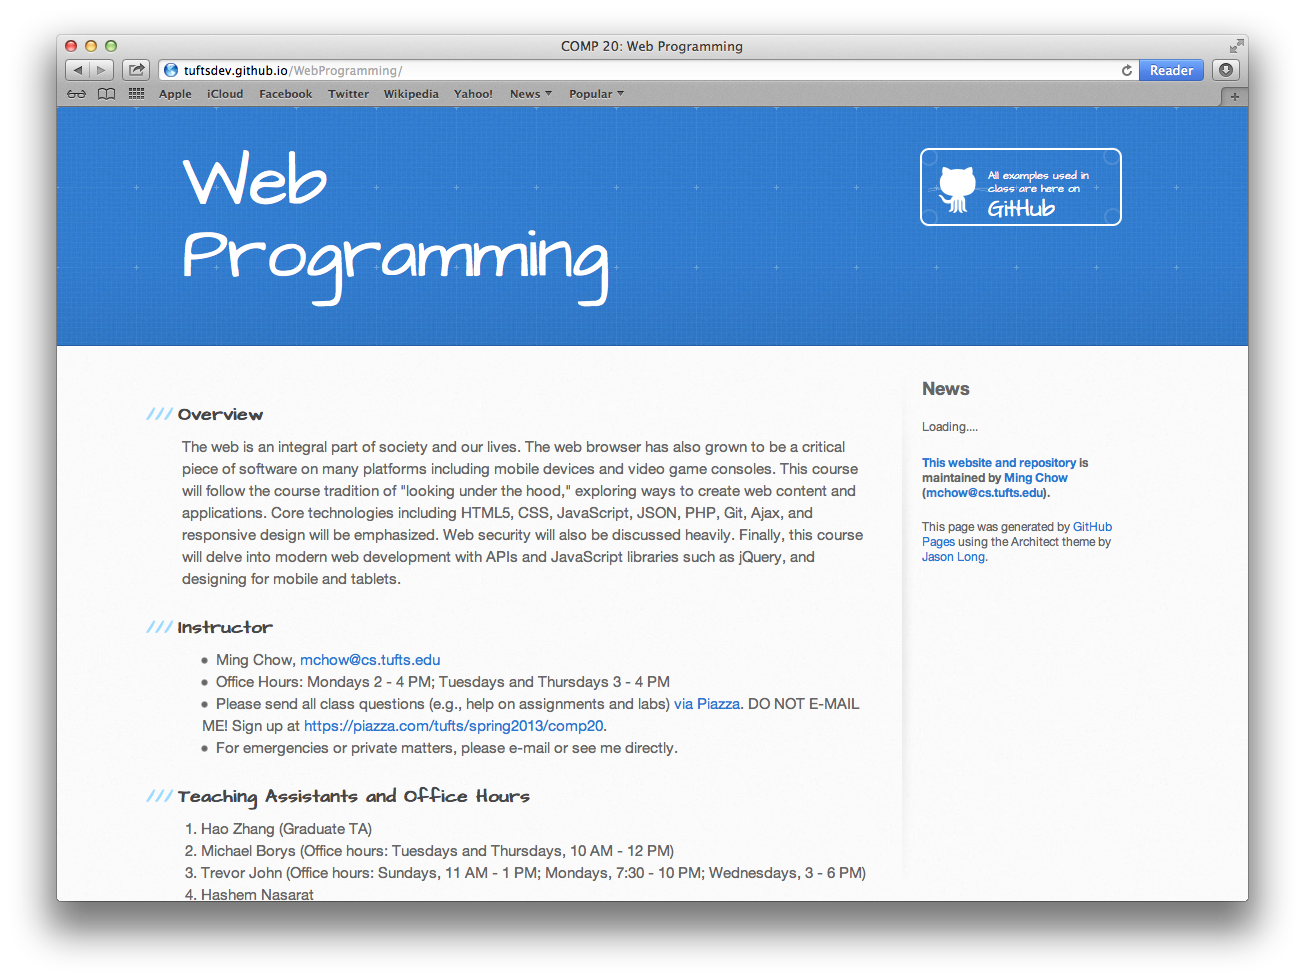 COMP 20: Web Programming
tuftsdev.github.io/WebProgramming/
Reader
Apple iCloud Facebook Twitter Wikipedia Yahoo! News Popular
Web
Programming
All examples used in
class are here on
GitHub
Overview
The web is an integral part of society and our lives. The web browser has also grown to be a critical
piece of software on many platforms including mobile devices and video game consoles. This course
will follow the course tradition of "looking under the hood," exploring ways to create web content and
applications. Core technologies including HTML5, CSS, JavaScript, JSON, PHP, Git, Ajax, and
responsive design will be emphasized. Web security will also be discussed heavily. Finally, this course
will delve into modern web development with APIs and JavaScript libraries such as jQuery, and
designing for mobile and tablets.
Instructor
Ming Chow, mchow@cs.tufts.edu
Office Hours: Mondays 2 - 4 PM; Tuesdays and Thursdays 3 - 4 PM
Please send all class questions (e.g., help on assignments and labs) via Piazza. DO NOT E-MAIL
ME! Sign up at https://piazza.com/tufts/spring2013/comp20.
For emergencies or private matters, please e-mail or see me directly.
Teaching Assistants and Office Hours
1. Hao Zhang (Graduate TA)
2. Michael Borys (Office hours: Tuesdays and Thursdays, 10 AM - 12 PM)
3. Trevor John (Office hours: Sundays, 11 AM - 1 PM; Mondays, 7:30 - 10 PM; Wednesdays, 3 - 6 PM)
4. Hashem Nasarat
News
Loading....
This website and repository is
maintained by Ming Chow
(mchow@cs.tufts.edu).
This page was generated by GitHub
Pages using the Architect theme by
Jason Long.